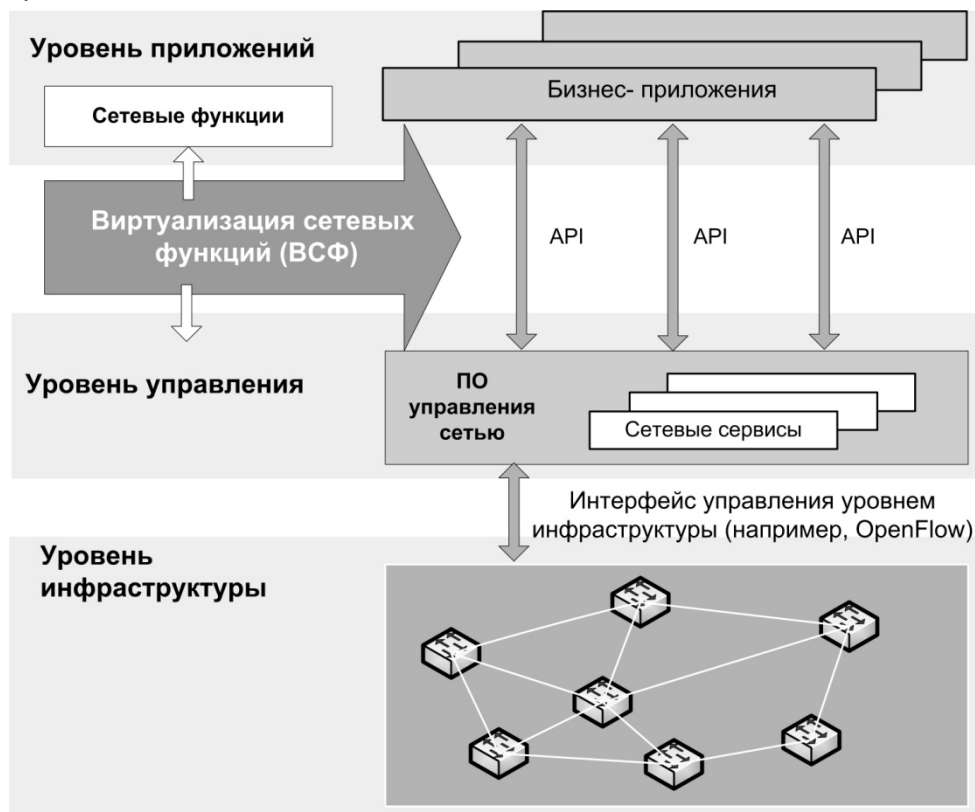 Уровень приложений
Бизнес- приложения
Сетевые функции
Виртуализация сетевых
функций (ВСФ)
API
API
API
Уровень управления
ПО
управления
сетью
Сетевые сервисы
Интерфейс управления уровнем
инфраструктуры (например, OpenFlow)
Уровень
инфраструктуры